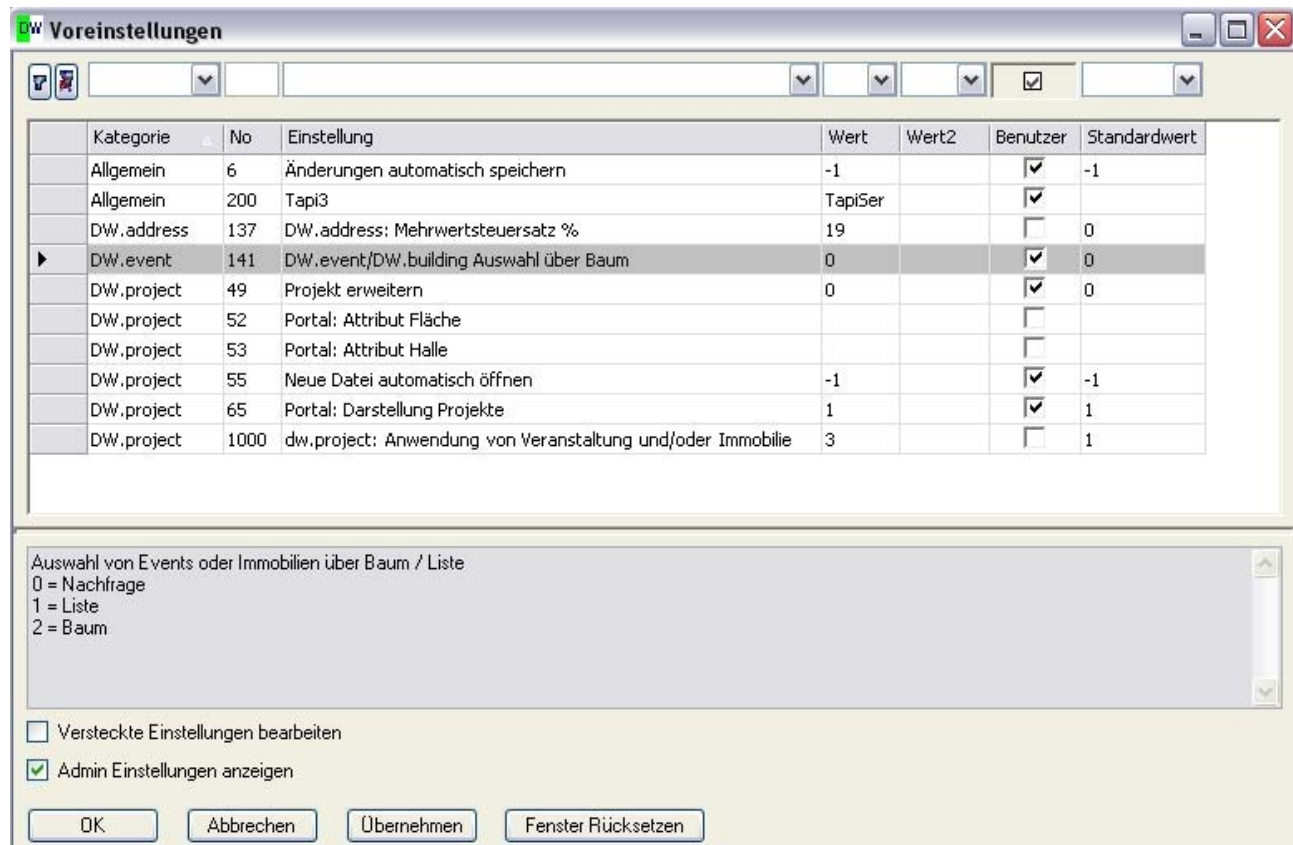 DW Voreinstellungen
Kategorie No Einstellung Wert Wert2 Benutzer Standardwert
Allgemein 6 Änderungen automatisch speichern -1 -1
Allgemein 200 Tapi3 TapiSer
DW.address 137 DW.address: Mehrwertsteuersatz % 19 0
DW.event 141 DW.event/DW.building Auswahl über Baum 0 0
DW.project 49 Projekt erweitern 0 0
DW.project 52 Portal: Attribut Fläche
DW.project 53 Portal: Attribut Halle
DW.project 55 Neue Datei automatisch öffnen -1 -1
DW.project 65 Portal: Darstellung Projekte 1 1
DW.project 1000 dw.project: Anwendung von Veranstaltung und/oder Immobilie 3 1
Auswahl von Events oder Immobilien über Baum / Liste
0 = Nachfrage
1 = Liste
2 = Baum
Versteckte Einstellungen bearbeiten
Admin Einstellungen anzeigen
OK Abbrechen Übernehmen Fenster Rücksetzen